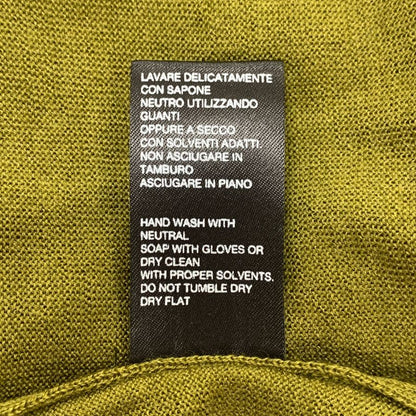 LAVARE DELICATAMENTE
CON SAPONE
NEUTRO UTILIZZANDO
GUANTI
OPPURE A SECCO
CON SOLVENTI ADATTI.
NON ASCIUGARE IN
TAMBURO
ASCIUGARE IN PIANO
HAND WASH WITH
NEUTRAL
SOAP WITH GLOVES OR
DRY CLEAN
WITH PROPER SOLVENTS.
DO NOT TUMBLE DRY
DRY FLAT